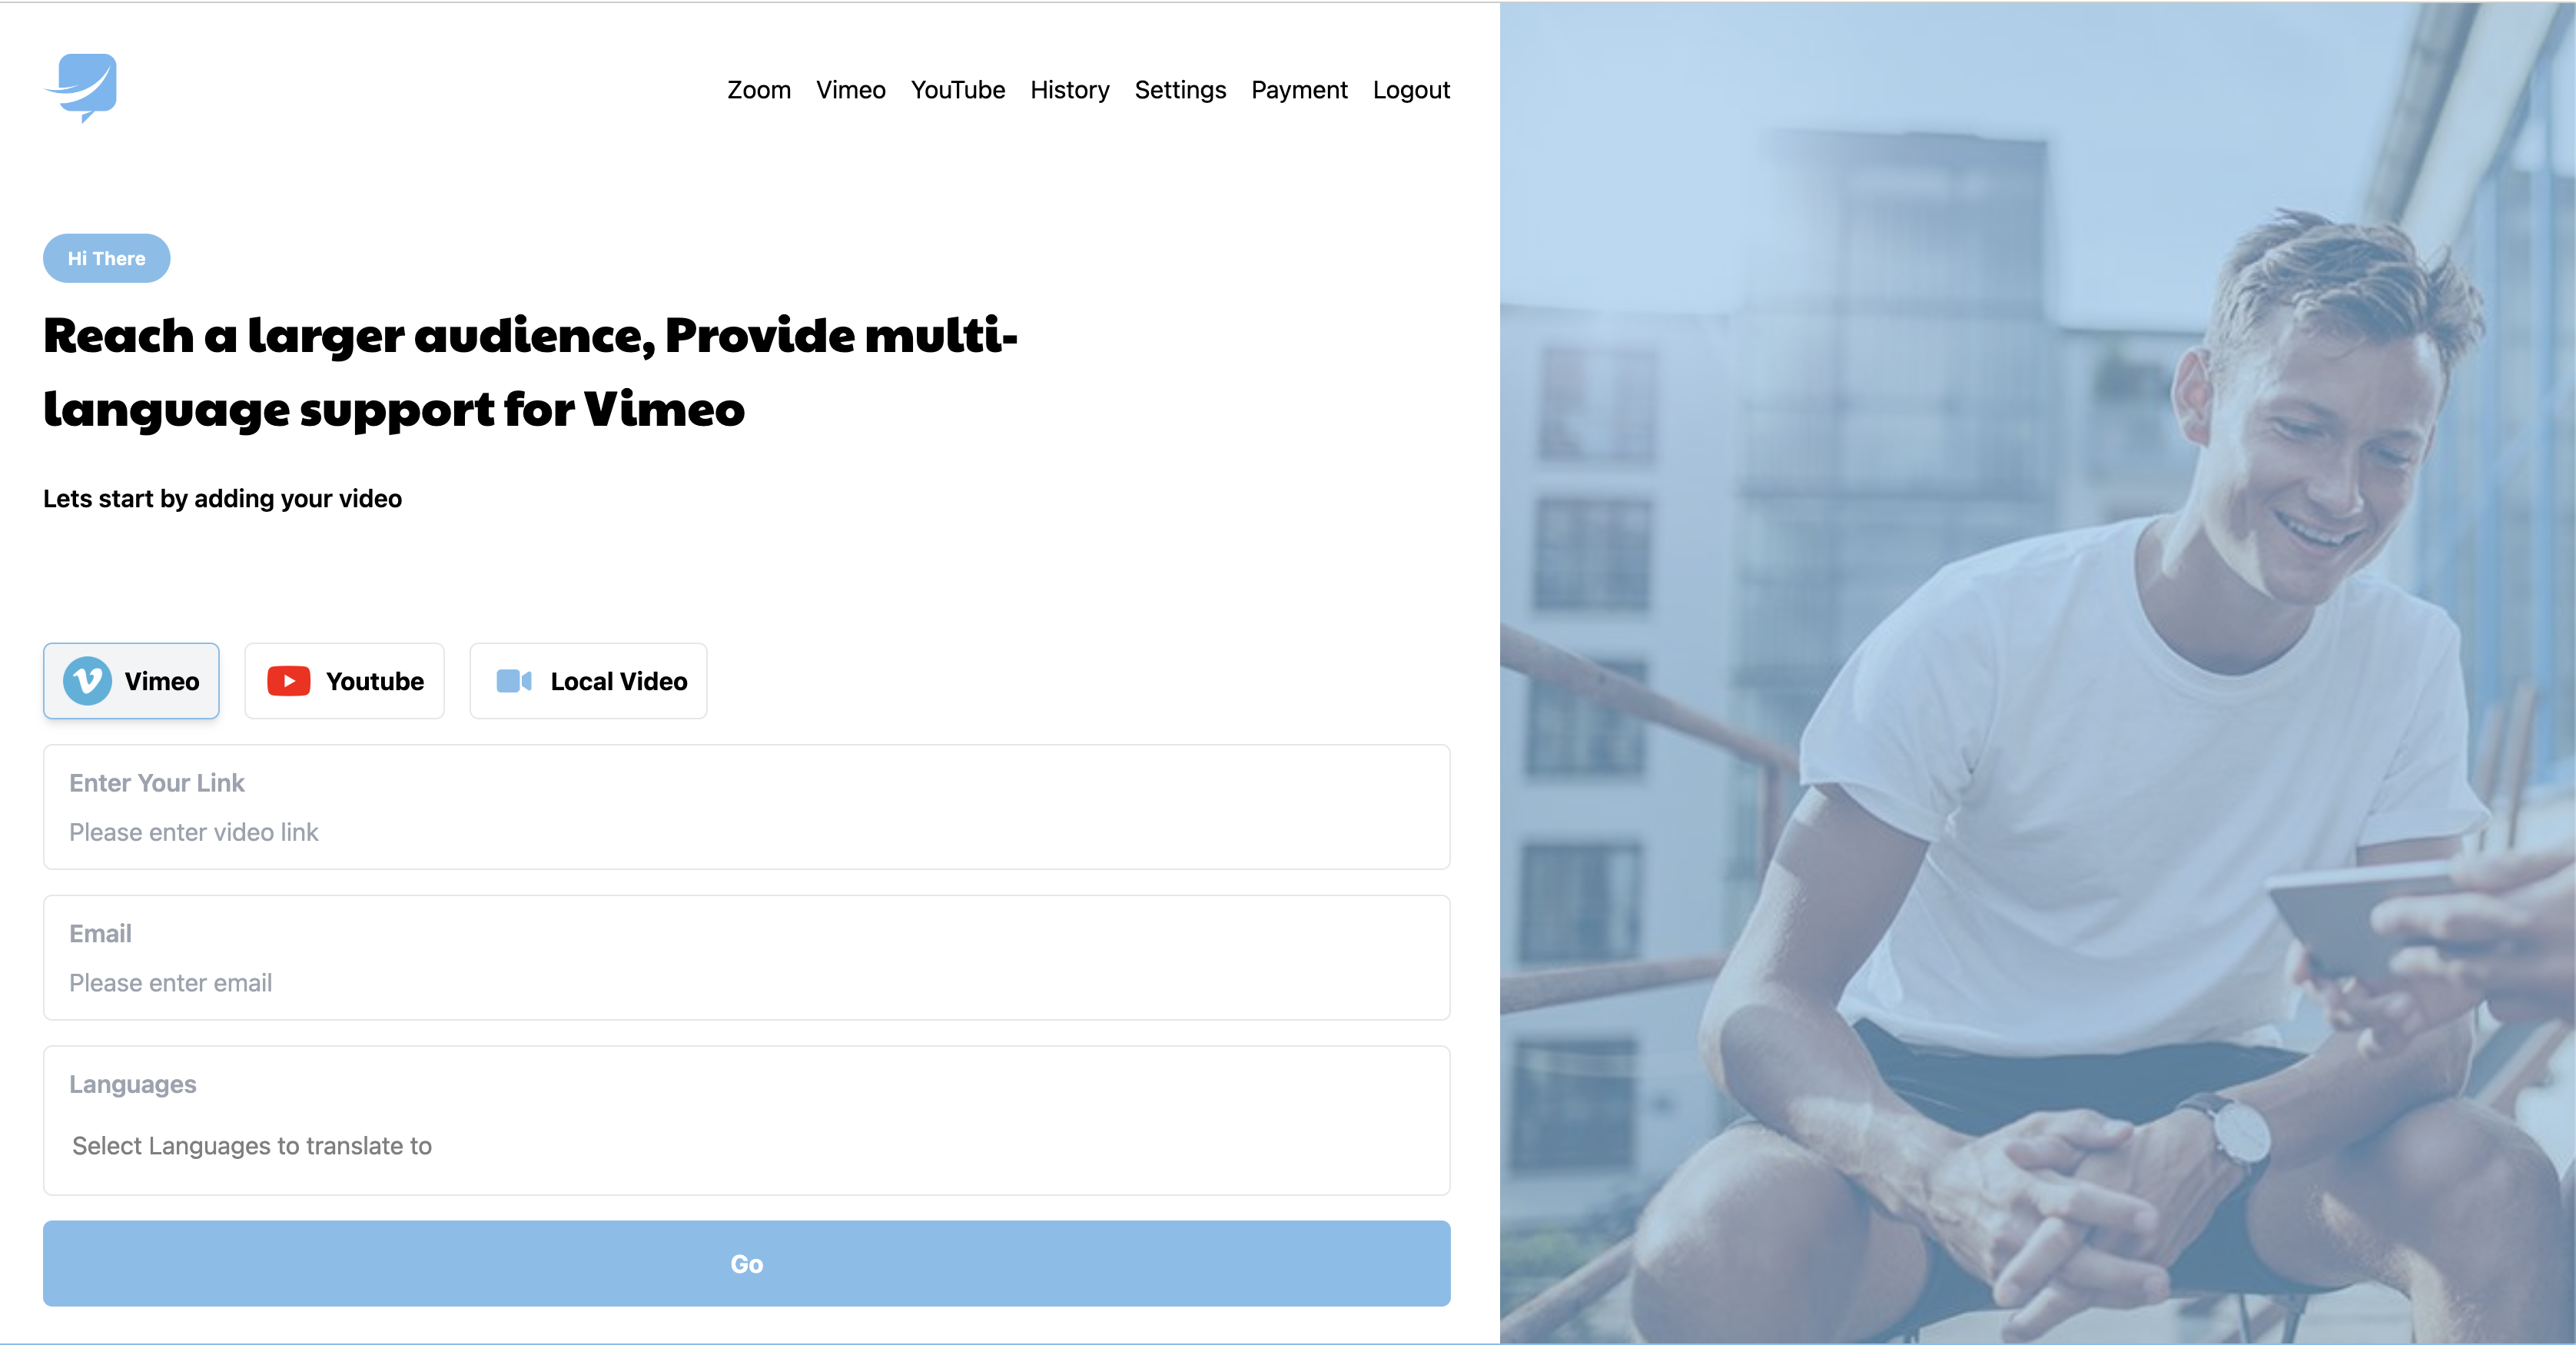 Zoom Vimeo YouTube History Settings Payment Logout
Hi There
Reach a larger audience, Provide multi-
language support for Vimeo
Lets start by adding your video
Vimeo Youtube Local Video
Enter Your Link
Please enter video link
Email
Please enter email
Languages
Select Languages to translate to
Go